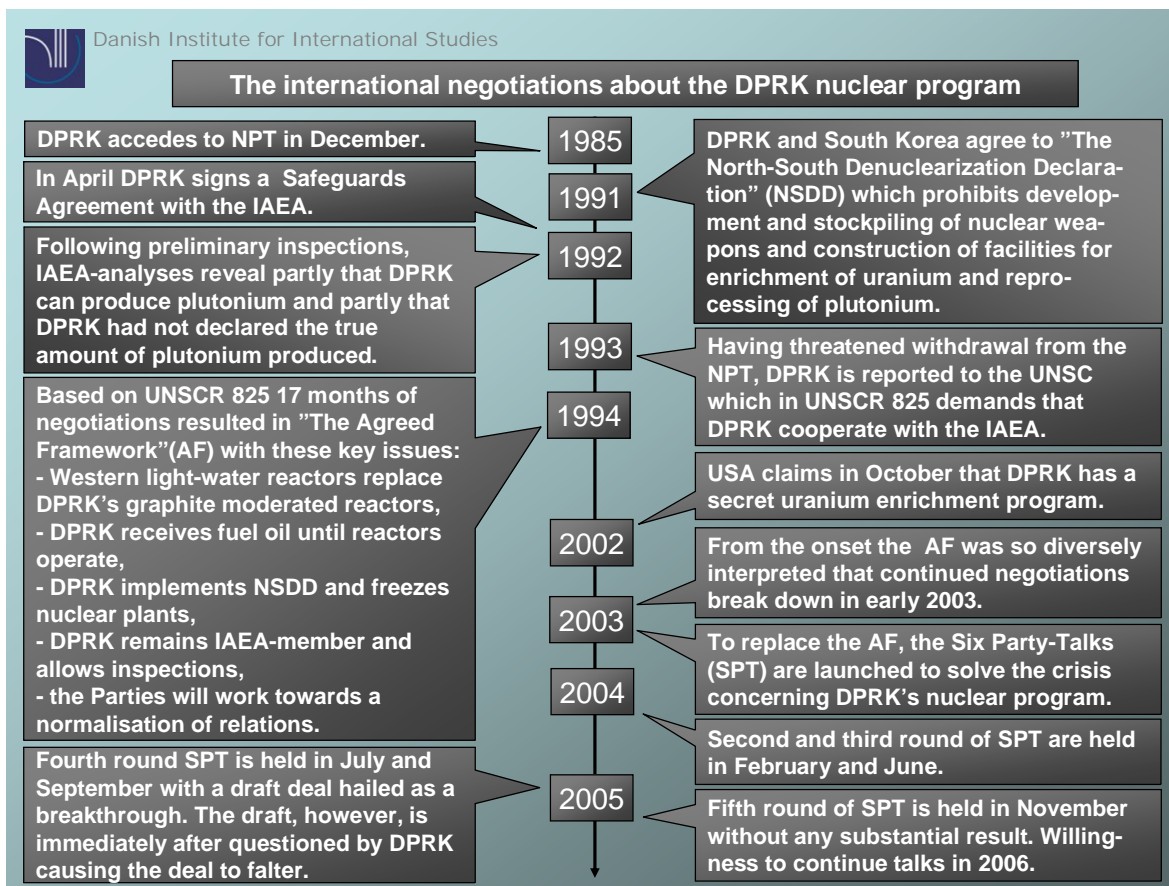 Danish Institute for International Studies
The international negotiations about the DPRK nuclear program
DPRK accedes to NPT in December.
1985
DPRK and South Korea agree to ”The
North-South Denuclearization Declara-
tion” (NSDD) which prohibits develop-
ment and stockpiling of nuclear wea-
pons and construction of facilities for
enrichment of uranium and repro-
cessing of plutonium.
1991
In April DPRK signs a Safeguards
Agreement with the IAEA.
Following preliminary inspections,
IAEA-analyses reveal partly that DPRK
can produce plutonium and partly that
DPRK had not declared the true
amount of plutonium produced.
1992
1993
Having threatened withdrawal from the
NPT, DPRK is reported to the UNSC
which in UNSCR 825 demands that
DPRK cooperate with the IAEA.
Based on UNSCR 825 17 months of
negotiations resulted in ”The Agreed
Framework”(AF) with these key issues:
- Western light-water reactors replace
DPRK’s graphite moderated reactors,
- DPRK receives fuel oil until reactors
operate,
- DPRK implements NSDD and freezes
nuclear plants,
- DPRK remains IAEA-member and
allows inspections,
- the Parties will work towards a
normalisation of relations.
1994
USA claims in October that DPRK has a
secret uranium enrichment program.
2002
From the onset the AF was so diversely
interpreted that continued negotiations
break down in early 2003.
2003
To replace the AF, the Six Party-Talks
(SPT) are launched to solve the crisis
concerning DPRK’s nuclear program.
2004
Second and third round of SPT are held
in February and June.
Fourth round SPT is held in July and
September with a draft deal hailed as a
breakthrough. The draft, however, is
immediately after questioned by DPRK
causing the deal to falter.
2005
Fifth round of SPT is held in November
without any substantial result. Willing-
ness to continue talks in 2006.